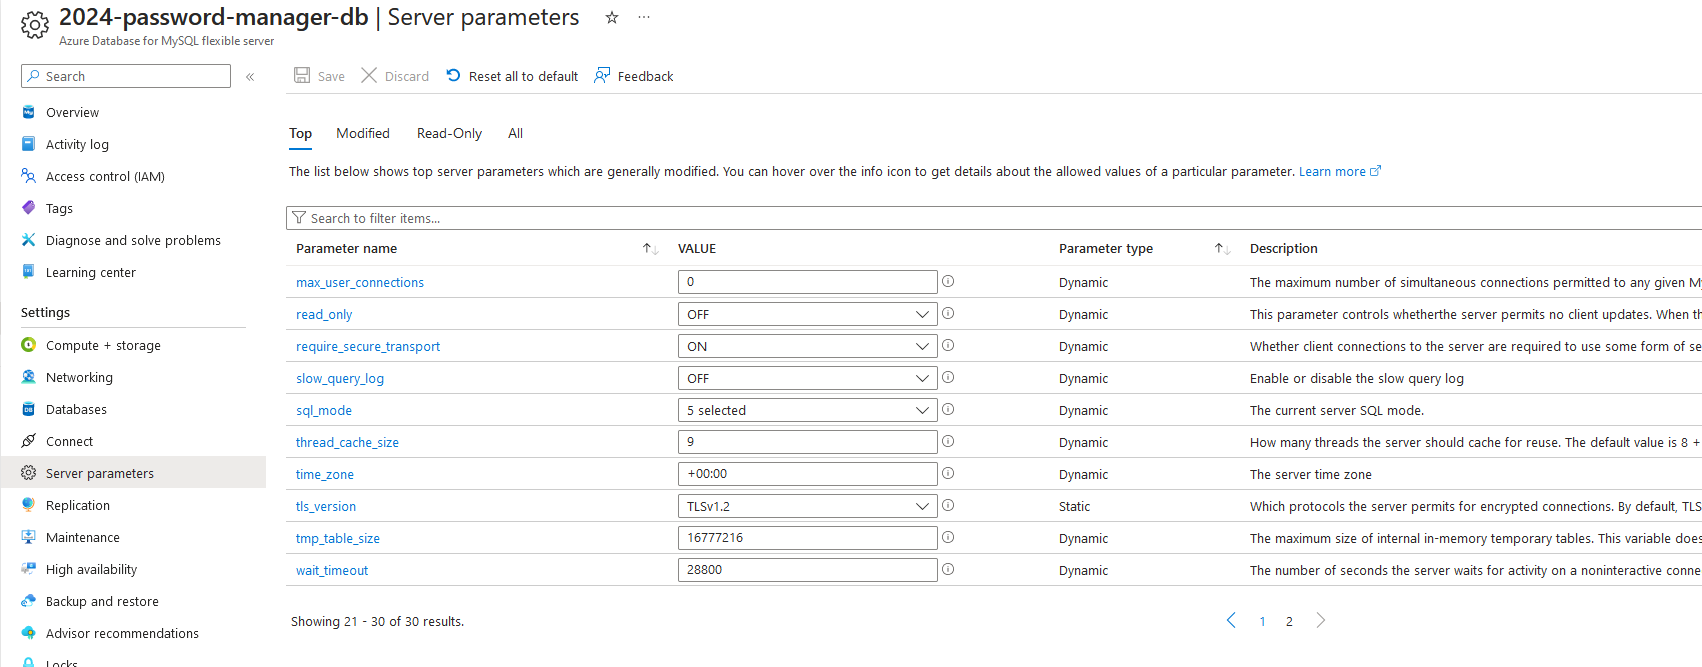 2024-password-manager-db | Server parameters
Azure Database for MySQL flexible server
Search
Save Discard Reset all to default Feedback
Overview
Activity log
Access control (IAM)
Tags
Diagnose and solve problems
Learning center
Settings
Compute + storage
Networking
Databases
Connect
Server parameters
Replication
Maintenance
High availability
Backup and restore
Advisor recommendations
Locks
Top Modified Read-Only All
The list below shows top server parameters which are generally modified. You can hover over the info icon to get details about the allowed values of a particular parameter. Learn more
Search to filter items...
Parameter name VALUE Parameter type Description
max_user_connections 0 Dynamic The maximum number of simultaneous connections permitted to any given My
read_only OFF Dynamic This parameter controls whetherthe server permits no client updates. When th
require_secure_transport ON Dynamic Whether client connections to the server are required to use some form of se
slow_query_log OFF Dynamic Enable or disable the slow query log
sql_mode 5 selected Dynamic The current server SQL mode.
thread_cache_size 9 Dynamic How many threads the server should cache for reuse. The default value is 8 +
time_zone +00:00 Dynamic The server time zone
tls_version TLSv1.2 Static Which protocols the server permits for encrypted connections. By default, TLS
tmp_table_size 16777216 Dynamic The maximum size of internal in-memory temporary tables. This variable does
wait_timeout 28800 Dynamic The number of seconds the server waits for activity on a noninteractive conne
Showing 21 - 30 of 30 results.
1 2